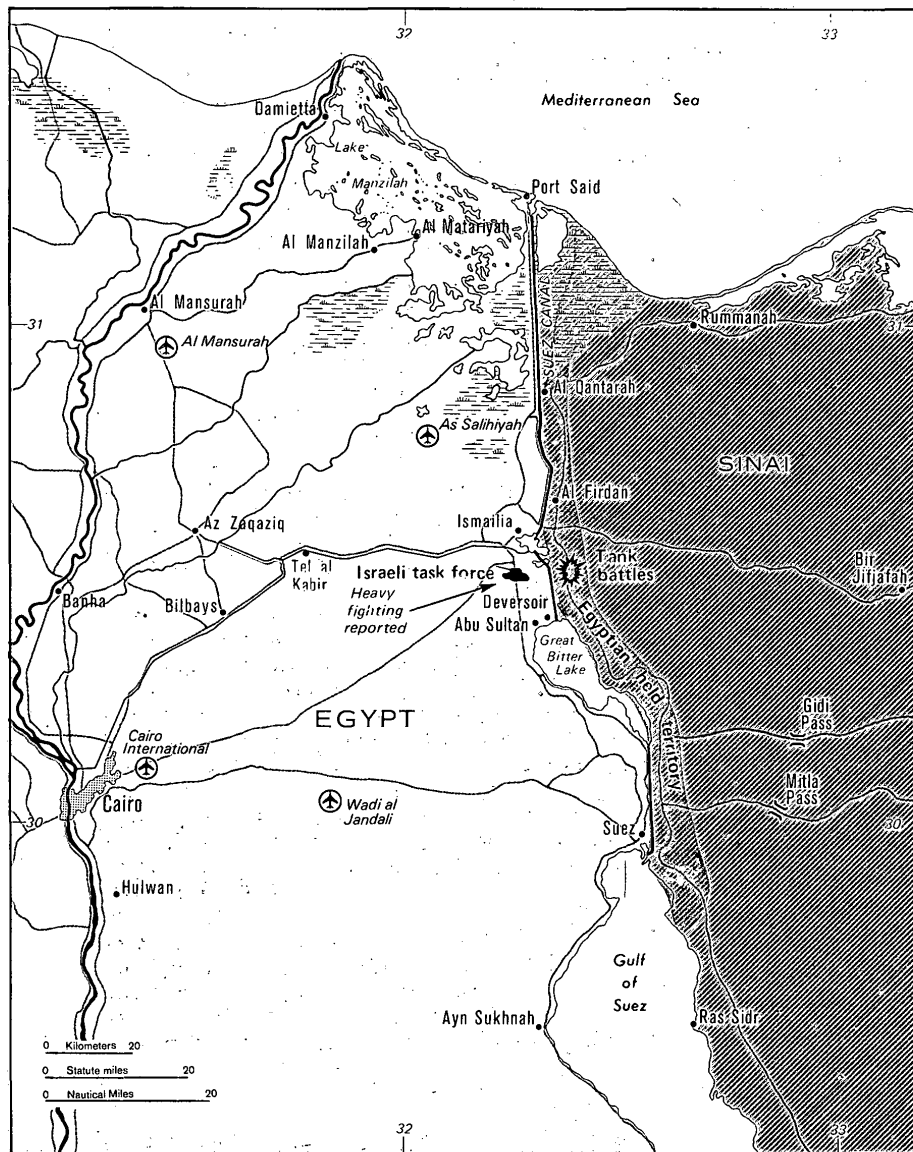 32
33
Mediterranean Sea
Damietta
Lake
Manzilah
Port Said
Al Matariyah
Al Manzilah
Al Mansurah
SUEZ CANAL
31
Rummanah
31
Al Mansurah
Al Qantarah
As Salihiyah
SINAI
Al Firdan
Az Zaqaziq
Ismailia
Tel al
Kabir
Israeli task force
Heavy
fighting
reported
Tank
battles
Bir
Jifjafah
Banha
Bilbays
Deversoir
Abu Sultan
Egyptian held territory
Great
Bitter
Lake
EGYPT
Gidi
Pass
Cairo
International
Mitla
Pass
Cairo
Wadi al
Jandali
30
Suez
30
Hulwan
Gulf
of
Suez
Ayn Sukhnah
Ras Sidr
0 Kilometers 20
0 Statute miles 20
0 Nautical Miles 20
32
33